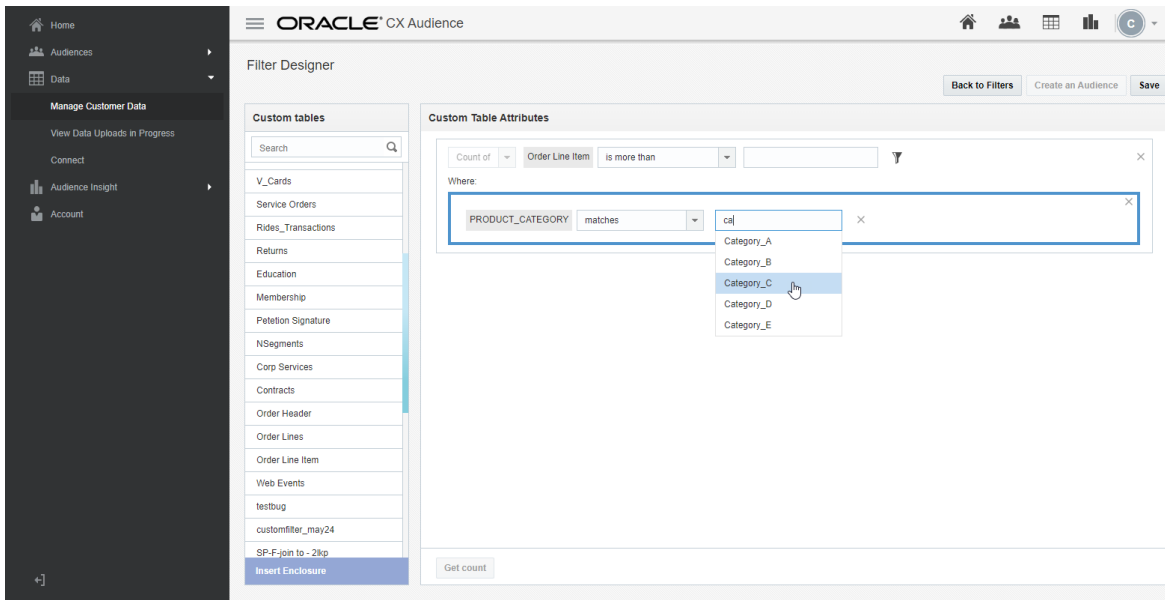 Home
Audiences
Data
Manage Customer Data
View Data Uploads in Progress
Connect
Audience Insight
Account
ORACLE® CX Audience
C
Filter Designer
Back to Filters
Create an Audience
Save
Custom tables
Search
V_Cards
Service Orders
Rides_Transactions
Returns
Education
Membership
Petetion Signature
NSegments
Corp Services
Contracts
Order Header
Order Lines
Order Line Item
Web Events
testbug
customfilter_may24
SP-F-join to - 2lkp
Insert Enclosure
Custom Table Attributes
Count of Order Line Item is more than
Where:
PRODUCT_CATEGORY matches ca
Category_A
Category_B
Category_C
Category_D
Category_E
Get count